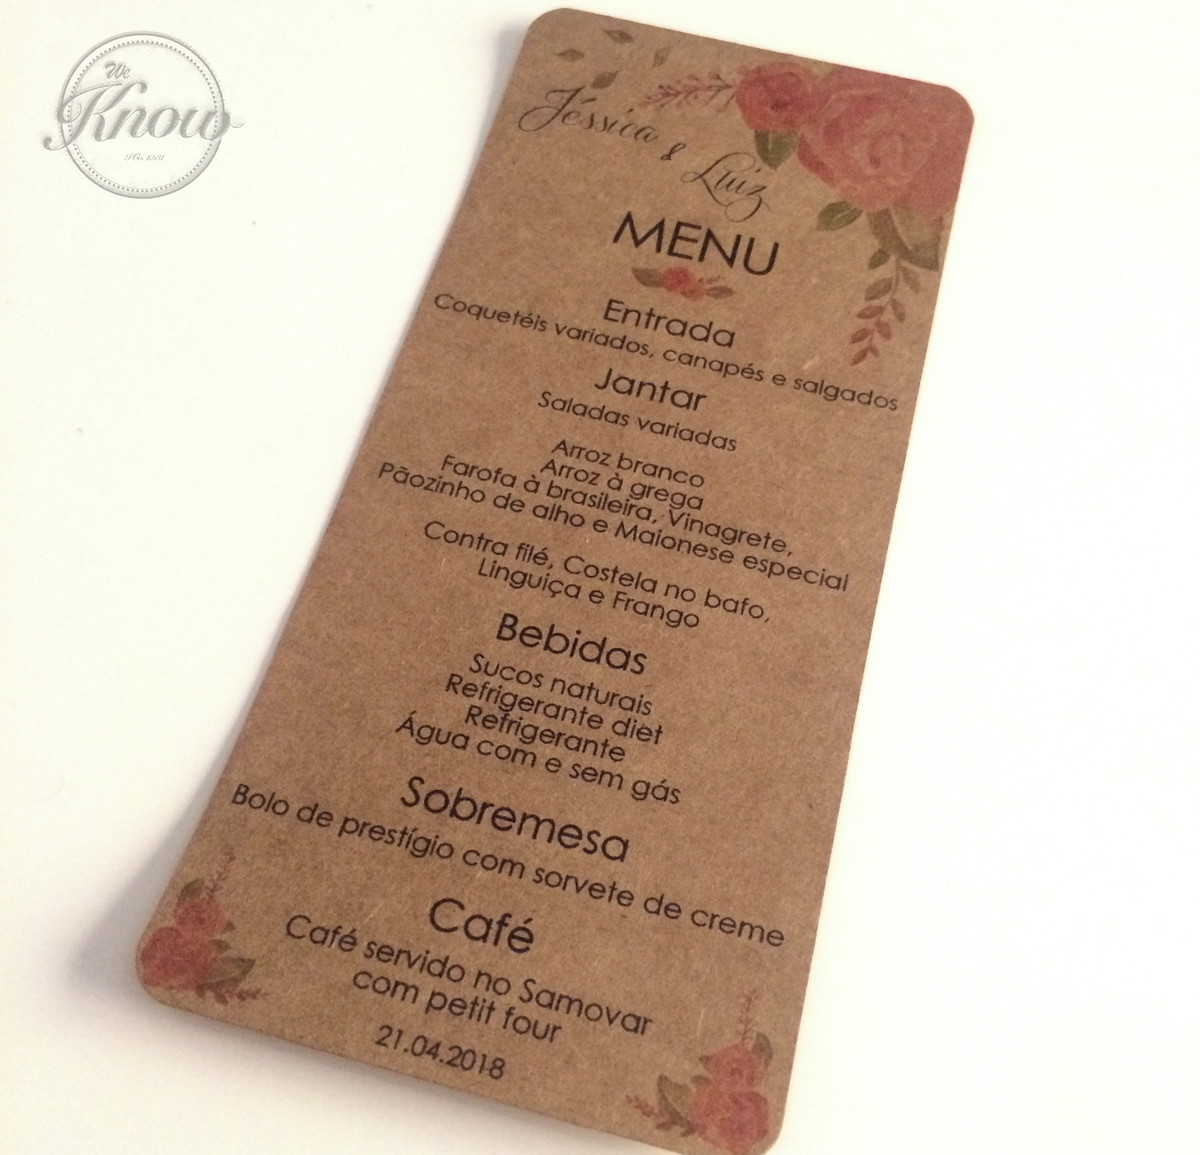 We
Know
Jéssica & Luiz
MENU
Entrada
Coquetéis variados, canapés e salgados
Jantar
Saladas variadas
Arroz branco
Arroz à grega
Farofa à brasileira, Vinagrete,
Pãozinho de alho e Maionese especial
Contra filé, Costela no bafo,
Linguiça e Frango
Bebidas
Sucos naturais
Refrigerante diet
Refrigerante
Água com e sem gás
Sobremesa
Bolo de prestígio com sorvete de creme
Café
Café servido no Samovar
com petit four
21.04.2018